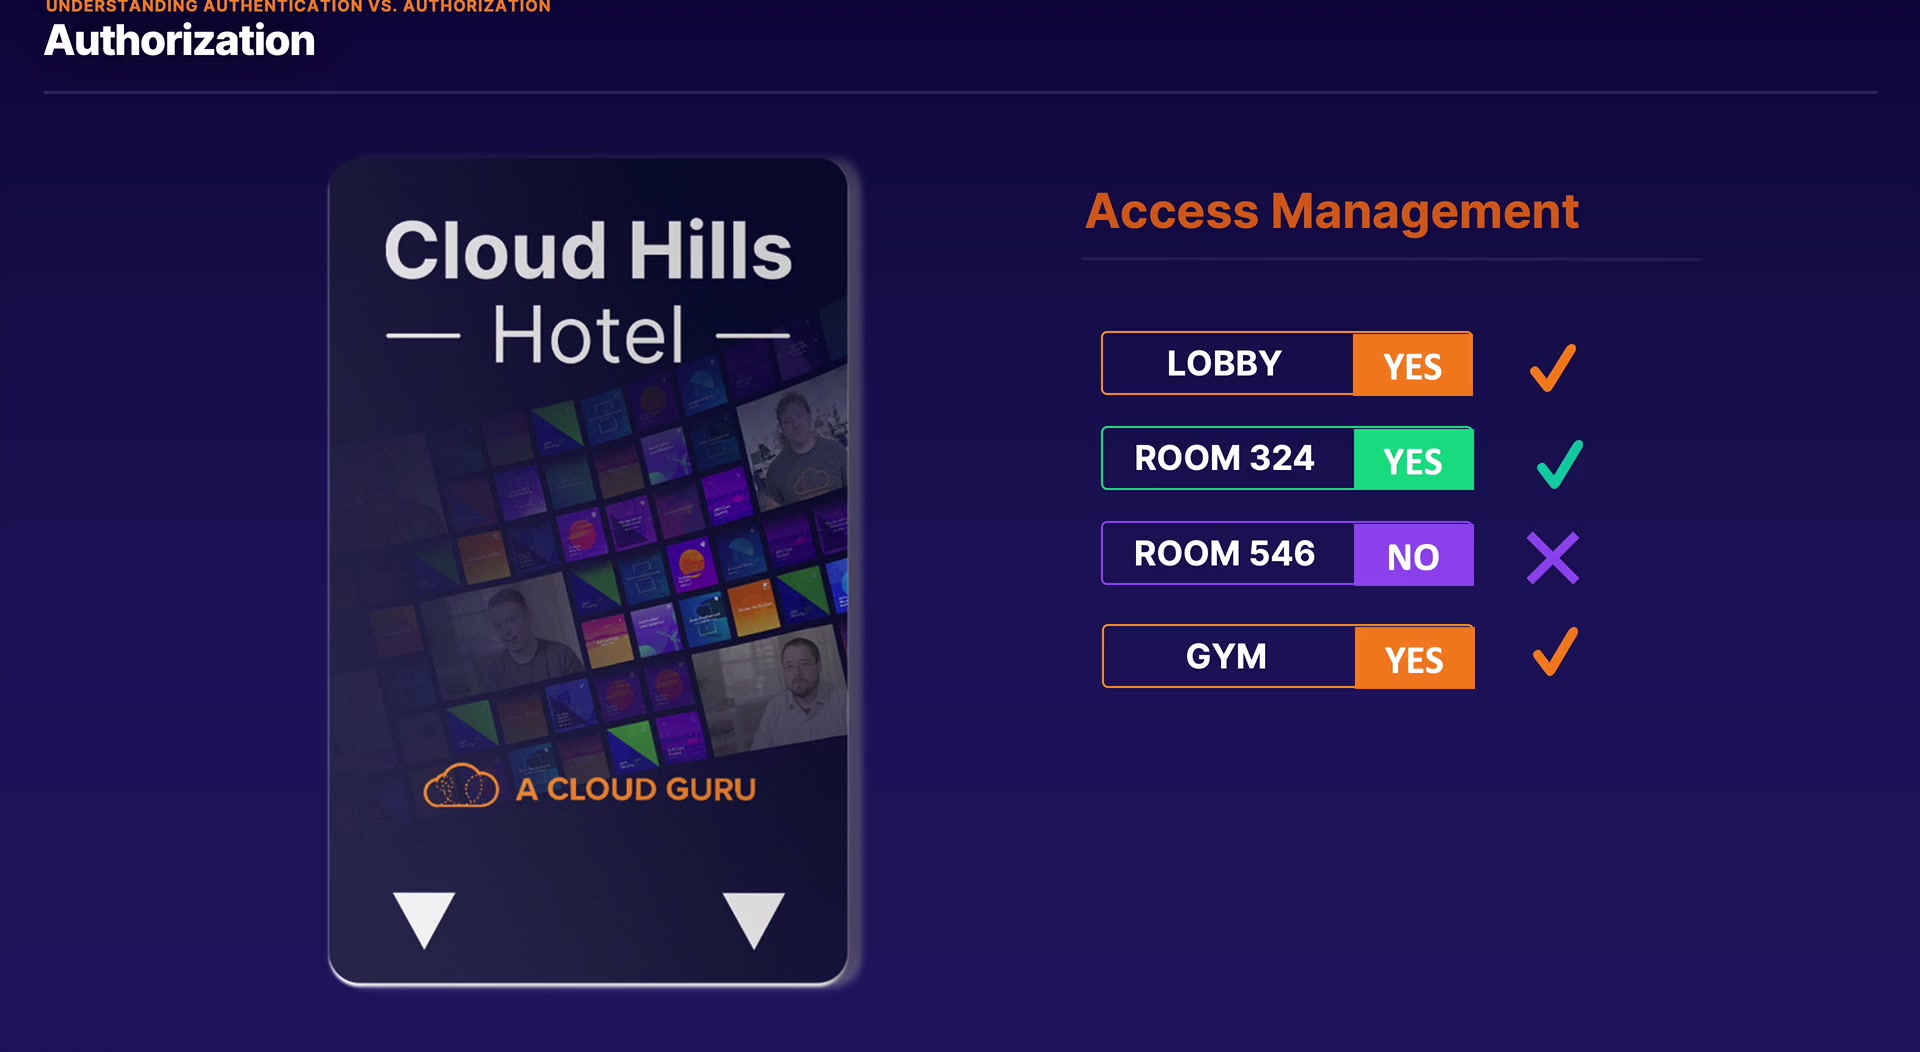 UNDERSTANDING AUTHENTICATION VS. AUTHORIZATION
Authorization
Cloud Hills
Hotel
A CLOUD GURU
Access Management
LOBBY YES
ROOM 324 YES
ROOM 546 NO
GYM YES